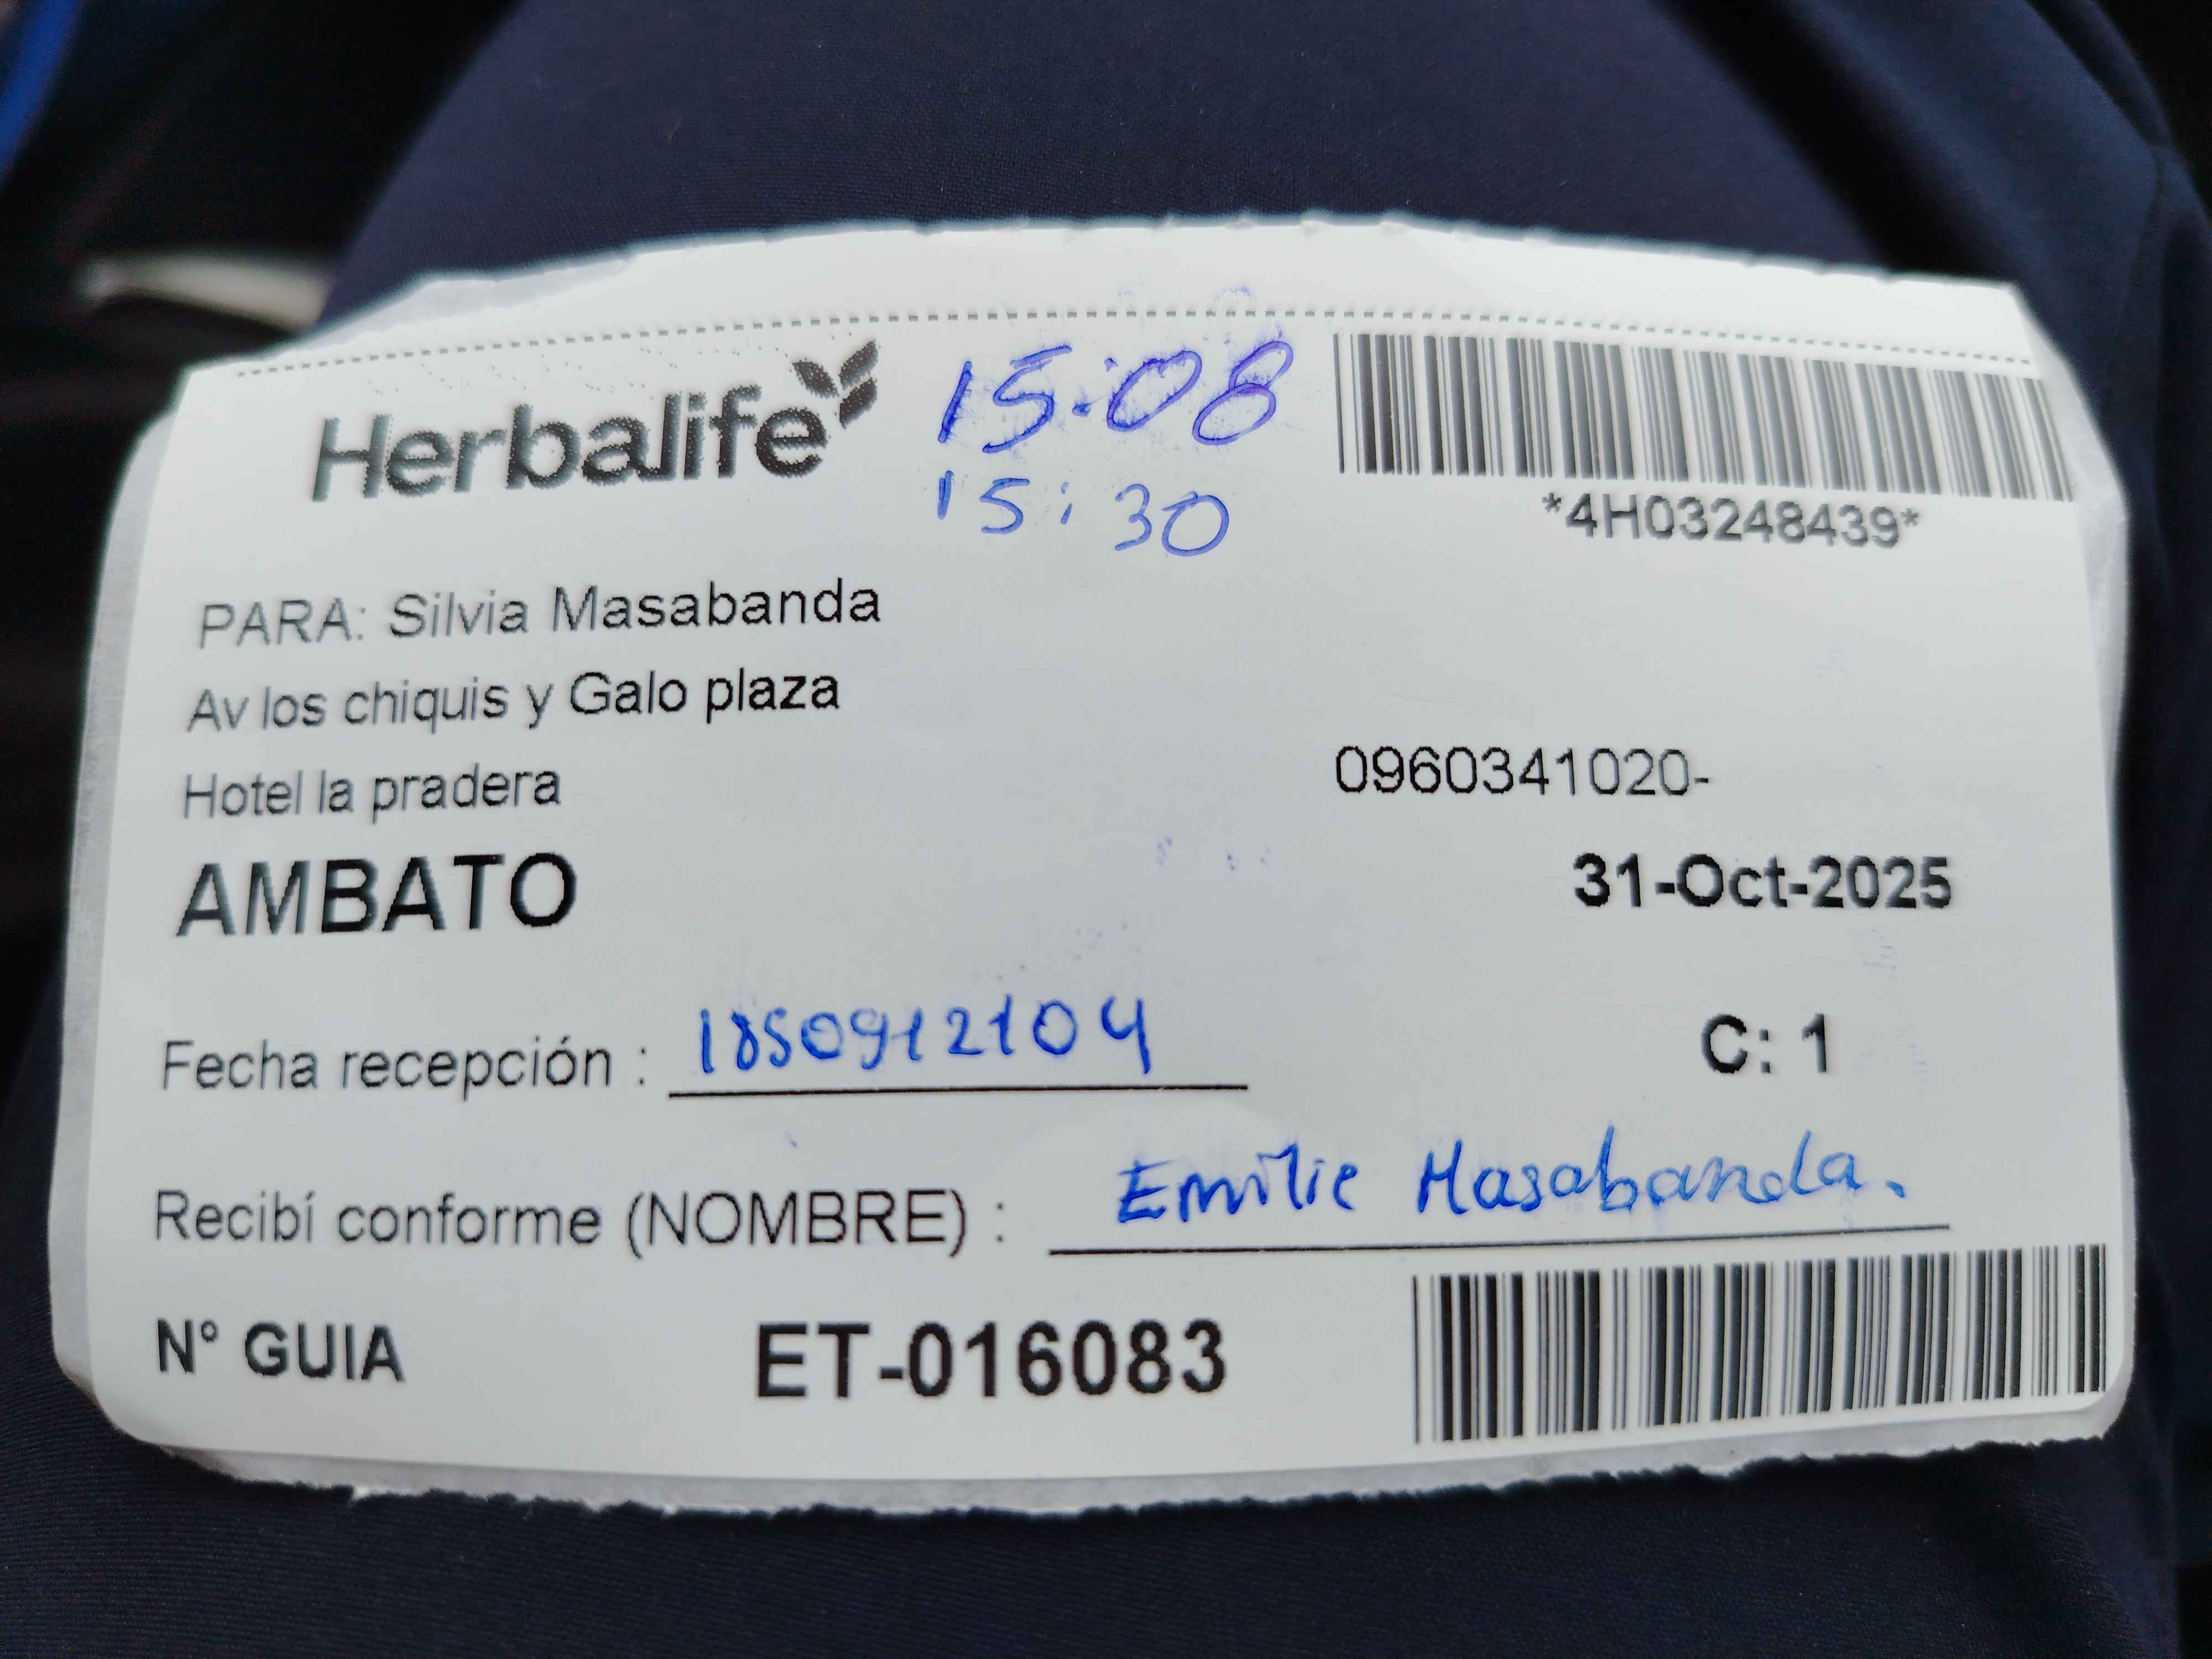 Herbalife
15:08
15:30
*4H03248439*
PARA: Silvia Masabanda
Av los chiquis y Galo plaza
Hotel la pradera
0960341020-
AMBATO
31-Oct-2025
C: 1
Fecha recepción : 1850912104
Recibí conforme (NOMBRE) : Emilie Masabanda.
N° GUIA ET-016083